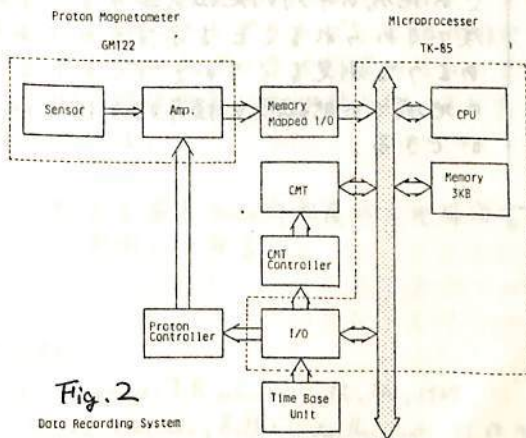 Proton Magnetometer
GM122
Microprocesser
TK-85
Sensor
Amp.
Memory
Mapped I/O
CPU
CMT
Memory
3KB
CMT
Controller
Proton
Controller
I/O
Time Base
Unit
Fig. 2
Data Recording System